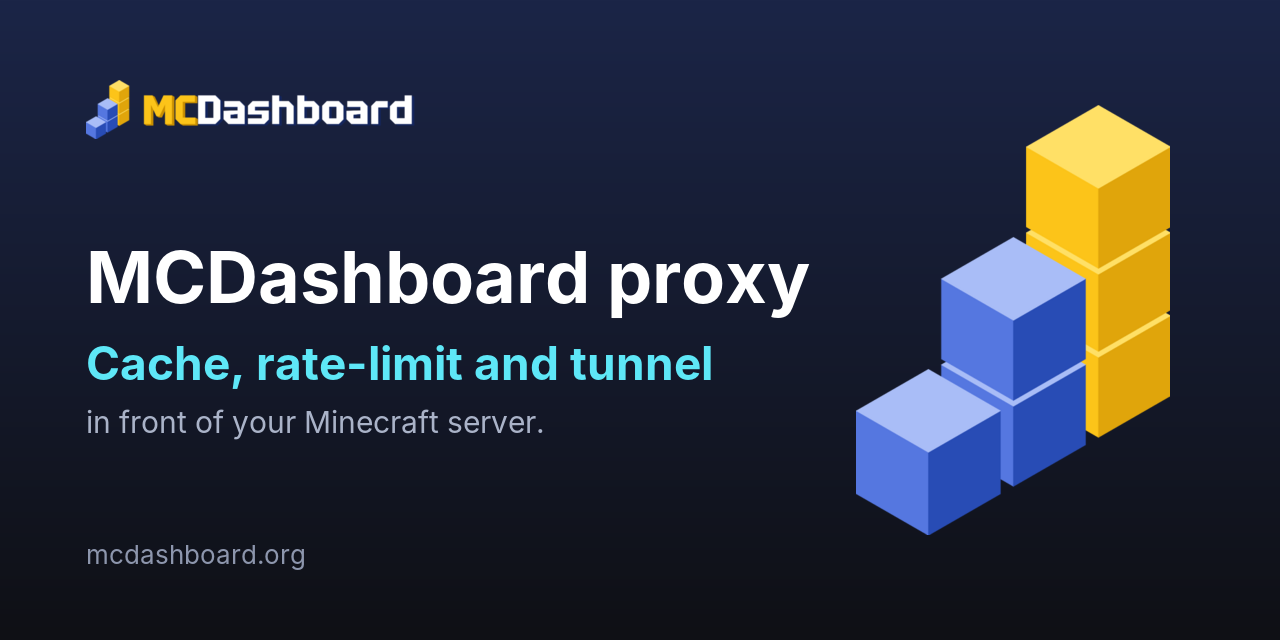 MCDashboard
MCDashboard proxy
Cache, rate-limit and tunnel
in front of your Minecraft server.
mcdashboard.org